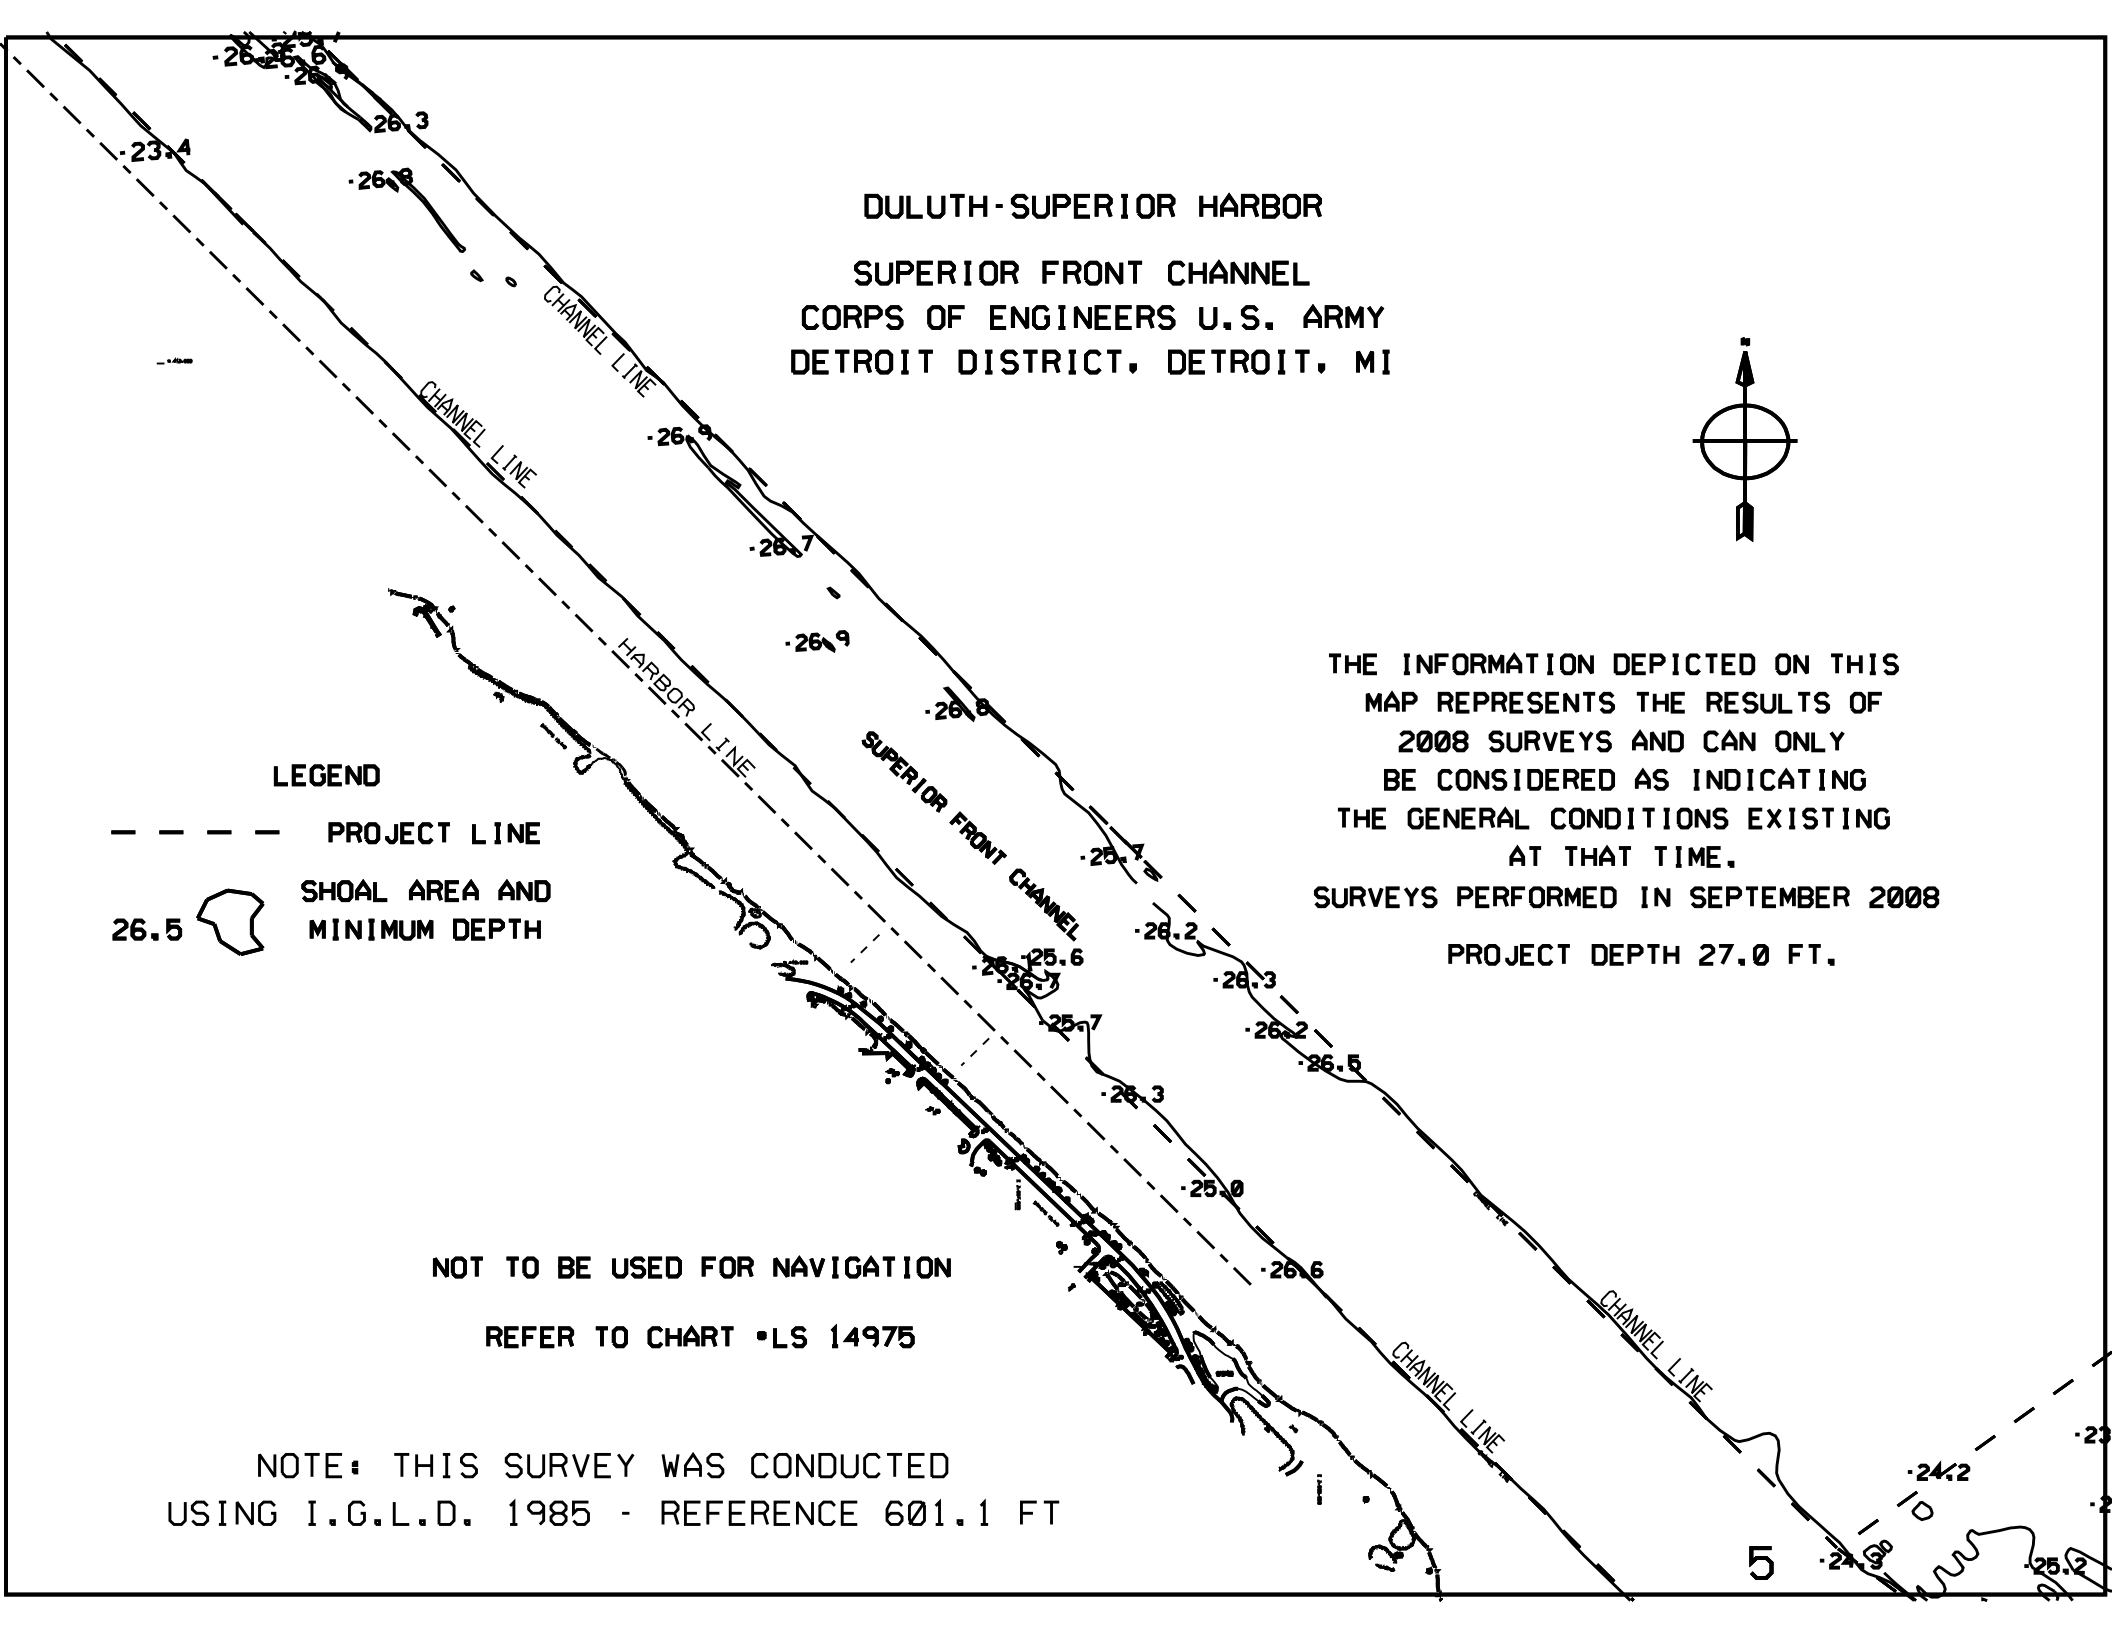 26.3
23.4
26.8
DULUTH-SUPERIOR HARBOR
SUPERIOR FRONT CHANNEL
CORPS OF ENGINEERS U.S. ARMY
DETROIT DISTRICT, DETROIT, MI
CHANNEL LINE
CHANNEL LINE
26.9
26.7
26.9
HARBOR LINE
26.8
SUPERIOR FRONT CHANNEL
THE INFORMATION DEPICTED ON THIS
MAP REPRESENTS THE RESULTS OF
2008 SURVEYS AND CAN ONLY
BE CONSIDERED AS INDICATING
THE GENERAL CONDITIONS EXISTING
AT THAT TIME.
SURVEYS PERFORMED IN SEPTEMBER 2008
PROJECT DEPTH 27.0 FT.
LEGEND
PROJECT LINE
SHOAL AREA AND
26.5 MINIMUM DEPTH
25.7
26.2
25.6
26.7
26.3
25.7
26.2
26.5
26.3
25.0
26.6
NOT TO BE USED FOR NAVIGATION
REFER TO CHART •LS 14975
CHANNEL LINE
CHANNEL LINE
NOTE: THIS SURVEY WAS CONDUCTED
USING I.G.L.D. 1985 - REFERENCE 601.1 FT
23
24.2
24.3
25.2
5